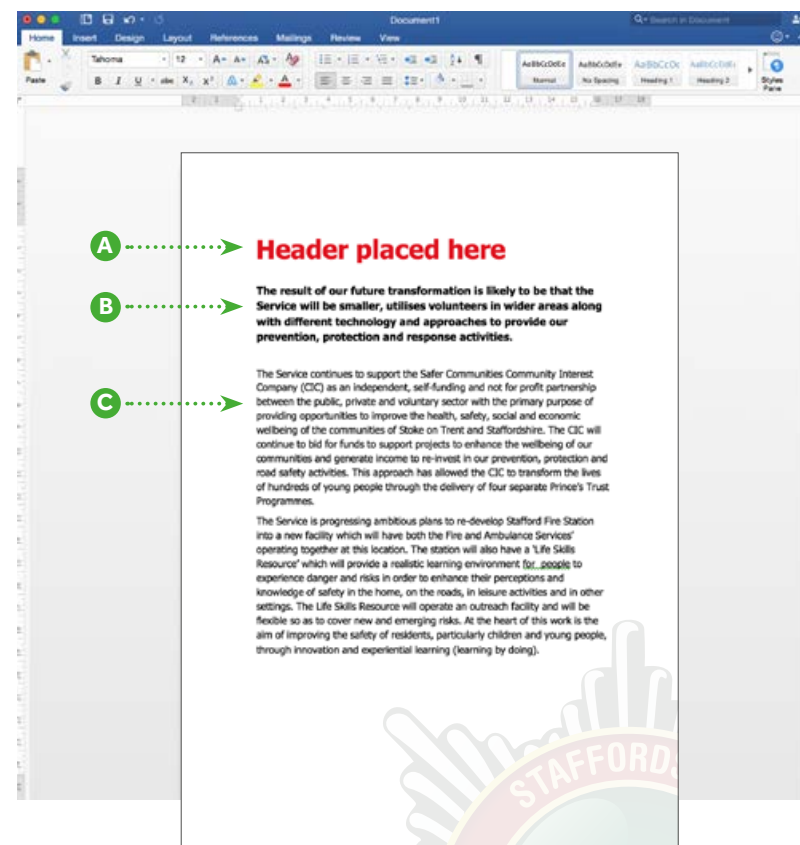 Document1
Search in Document
Home Insert Design Layout References Mailings Review View
Paste
Tahoma 12
AaBbCcDdEe AaBbCcDdEe AaBbCcDc AaBbCcDdEe
Normal No Spacing Heading 1 Heading 2
Styles
Pane
A
Header placed here
B
The result of our future transformation is likely to be that the
Service will be smaller, utilises volunteers in wider areas along
with different technology and approaches to provide our
prevention, protection and response activities.
C
The Service continues to support the Safer Communities Community Interest
Company (CIC) as an independent, self-funding and not for profit partnership
between the public, private and voluntary sector with the primary purpose of
providing opportunities to improve the health, safety, social and economic
wellbeing of the communities of Stoke on Trent and Staffordshire. The CIC will
continue to bid for funds to support projects to enhance the wellbeing of our
communities and generate income to re-invest in our prevention, protection and
road safety activities. This approach has allowed the CIC to transform the lives
of hundreds of young people through the delivery of four separate Prince's Trust
Programmes.
The Service is progressing ambitious plans to re-develop Stafford Fire Station
into a new facility which will have both the Fire and Ambulance Services'
operating together at this location. The station will also have a 'Life Skills
Resource' which will provide a realistic learning environment for people to
experience danger and risks in order to enhance their perceptions and
knowledge of safety in the home, on the roads, in leisure activities and in other
settings. The Life Skills Resource will operate an outreach facility and will be
flexible so as to cover new and emerging risks. At the heart of this work is the
aim of improving the safety of residents, particularly children and young people,
through innovation and experiential learning (learning by doing).
STAFFORDS